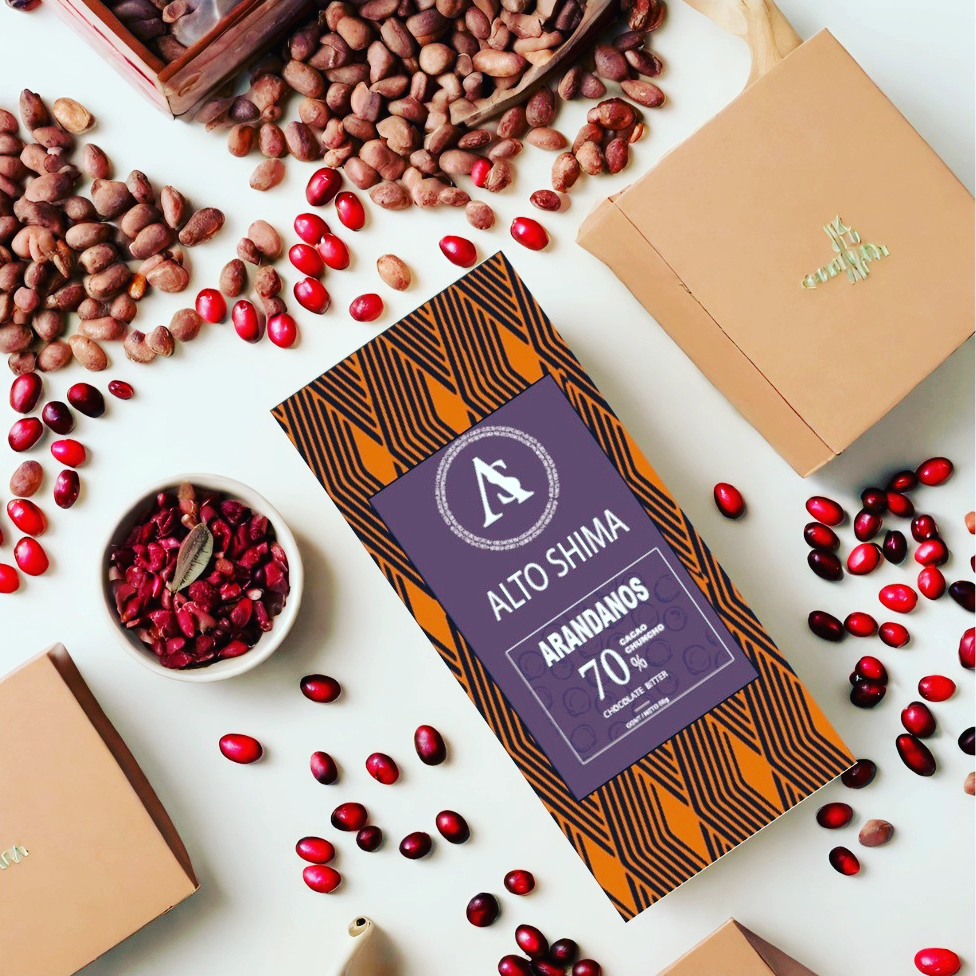 AS
ALTO SHIMA
ARANDANOS
70%
CACAO
CHUNCHO
CHOCOLATE BITTER